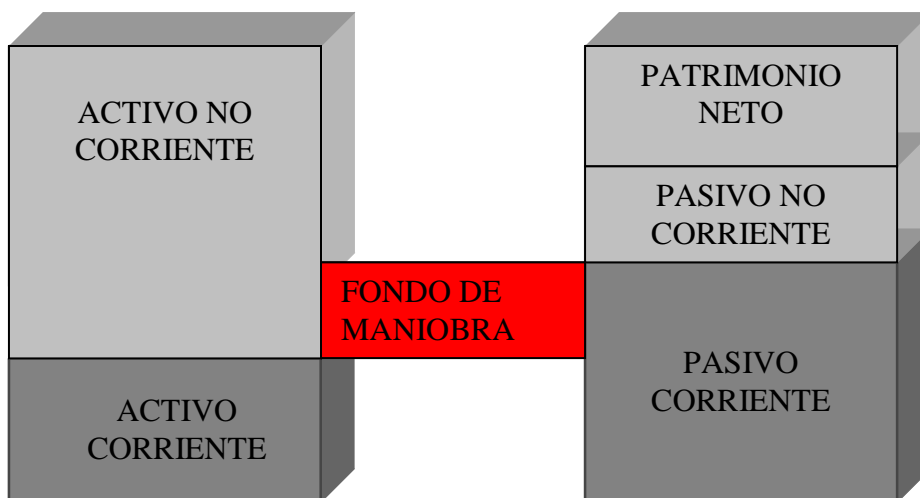 ACTIVO NO
CORRIENTE
ACTIVO
CORRIENTE
FONDO DE
MANIOBRA
PATRIMONIO
NETO
PASIVO NO
CORRIENTE
PASIVO
CORRIENTE